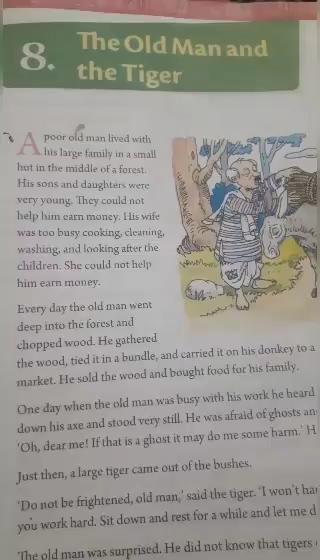 8.
The Old Man and
the Tiger
A poor old man lived with
his large family in a small
hut in the middle of a forest.
His sons and daughters were
very young. They could not
help him earn money. His wife
was too busy cooking, cleaning,
washing, and looking after the
children. She could not help
him earn money.
Every day the old man went
deep into the forest and
chopped wood. He gathered
the wood, tied it in a bundle, and carried it on his donkey to a
market. He sold the wood and bought food for his family.
One day when the old man was busy with his work he heard
down his axe and stood very still. He was afraid of ghosts an
'Oh, dear me! If that is a ghost it may do me some harm.' H
Just then, a large tiger came out of the bushes.
'Do not be frightened, old man,' said the tiger. 'I won't ha
you work hard. Sit down and rest for a while and let me d
The old man was surprised. He did not know that tigers